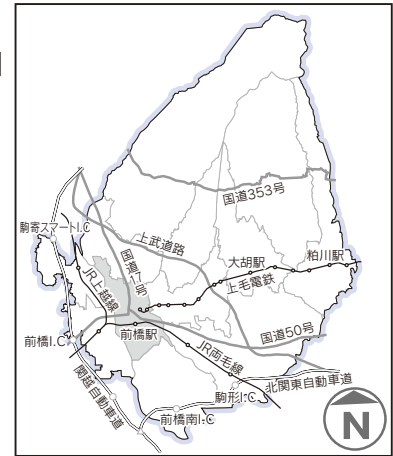 国道353号
駒寄スマートI.C
上武道路
国道17号
大胡駅
粕川駅
上毛電鉄
JR上越線
前橋I.C
前橋駅
国道50号
JR両毛線
関越自動車道
駒形I.C
北関東自動車道
前橋南I.C
N